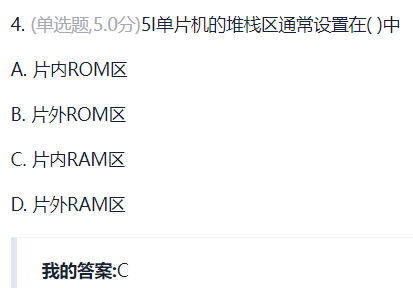 4. (单选题,5.0分)5I单片机的堆栈区通常设置在( )中
A. 片内ROM区
B. 片外ROM区
C. 片内RAM区
D. 片外RAM区
我的答案:C